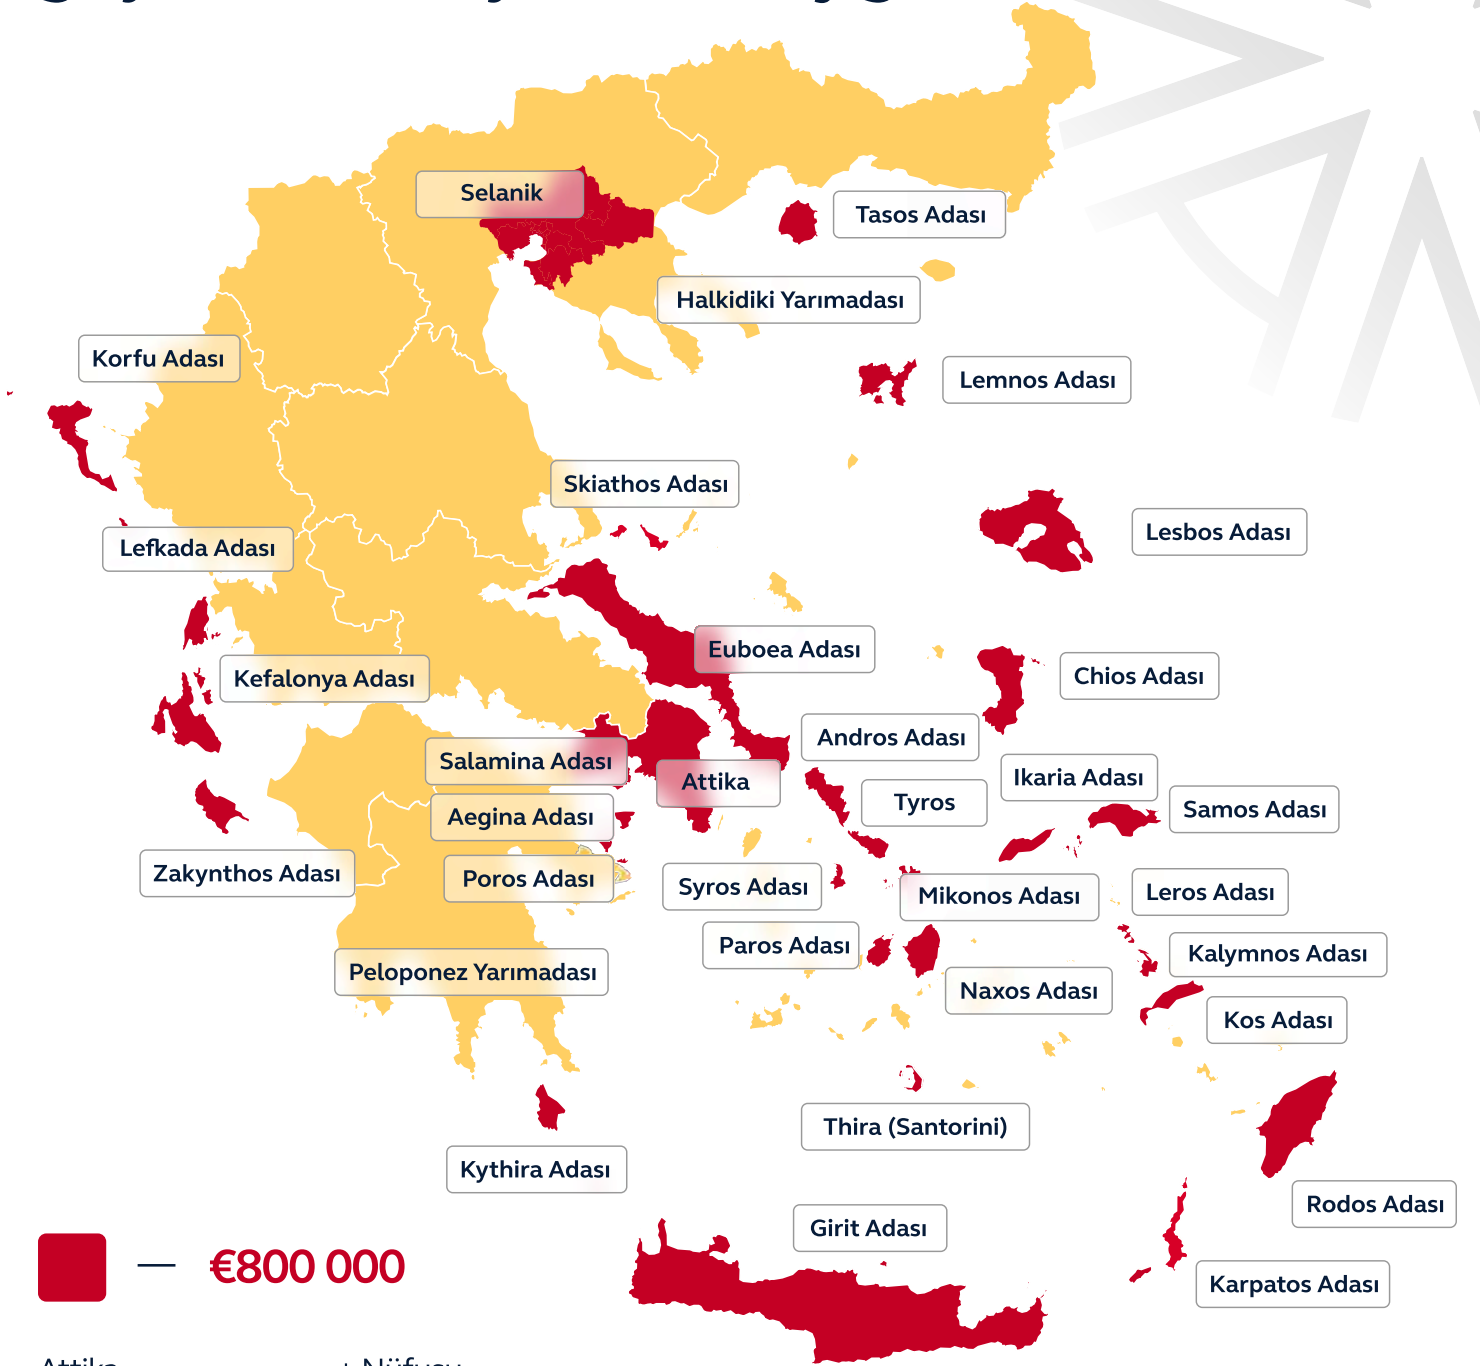 Selanik
Tasos Adası
Halkidiki Yarımadası
Korfu Adası
Lemnos Adası
Skiathos Adası
Lesbos Adası
Lefkada Adası
Euboea Adası
Chios Adası
Kefalonya Adası
Andros Adası
Salamina Adası
Attika
Ikaria Adası
Tyros
Samos Adası
Aegina Adası
Zakynthos Adası
Poros Adası
Syros Adası
Mikonos Adası
Leros Adası
Paros Adası
Kalymnos Adası
Peloponez Yarımadası
Naxos Adası
Kos Adası
Thira (Santorini)
Kythira Adası
Rodos Adası
Girit Adası
Karpatos Adası
— €800 000
Attika
+ Nüfusu